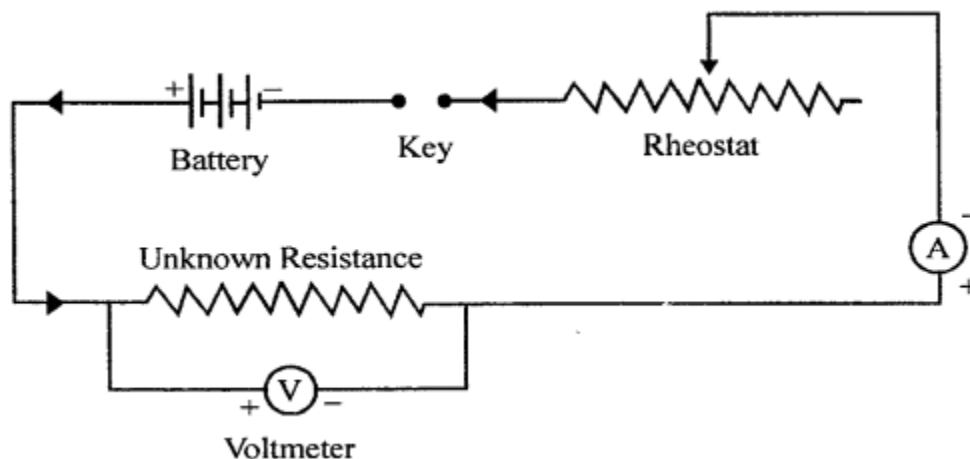 + −
Battery
Key
Rheostat
−
A
+
Unknown Resistance
+ V −
Voltmeter